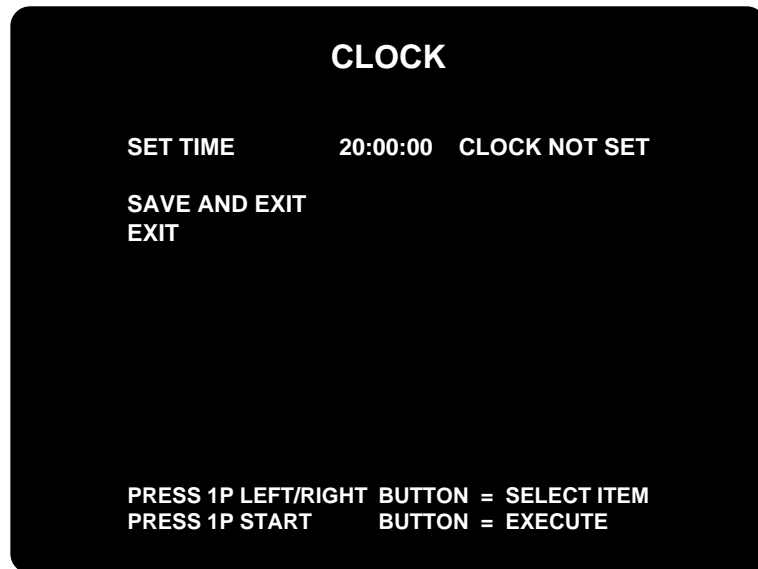 CLOCK
SET TIME 20:00:00 CLOCK NOT SET
SAVE AND EXIT
EXIT
PRESS 1P LEFT/RIGHT BUTTON = SELECT ITEM
PRESS 1P START BUTTON = EXECUTE